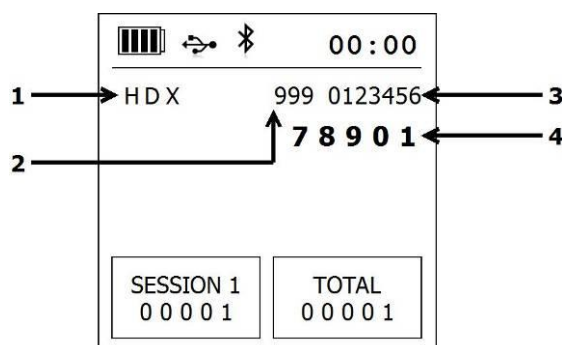 00:00
1 HDX 999 0123456 3
78901 4
2
SESSION 1 TOTAL
00001 00001